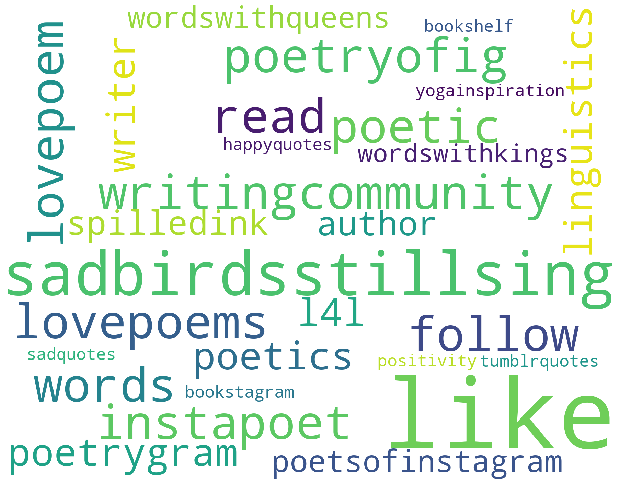 wordswithqueens
bookshelf
lovepoem
writer
poetryofig
linguistics
yogainspiration
read
poetic
happyquotes
wordswithkings
writingcommunity
spilledink
author
sadbirdsstillsing
lovepoems
l4l
follow
sadquotes
poetics
positivity
tumblrquotes
words
bookstagram
like
instapoet
poetrygram
poetsofinstagram